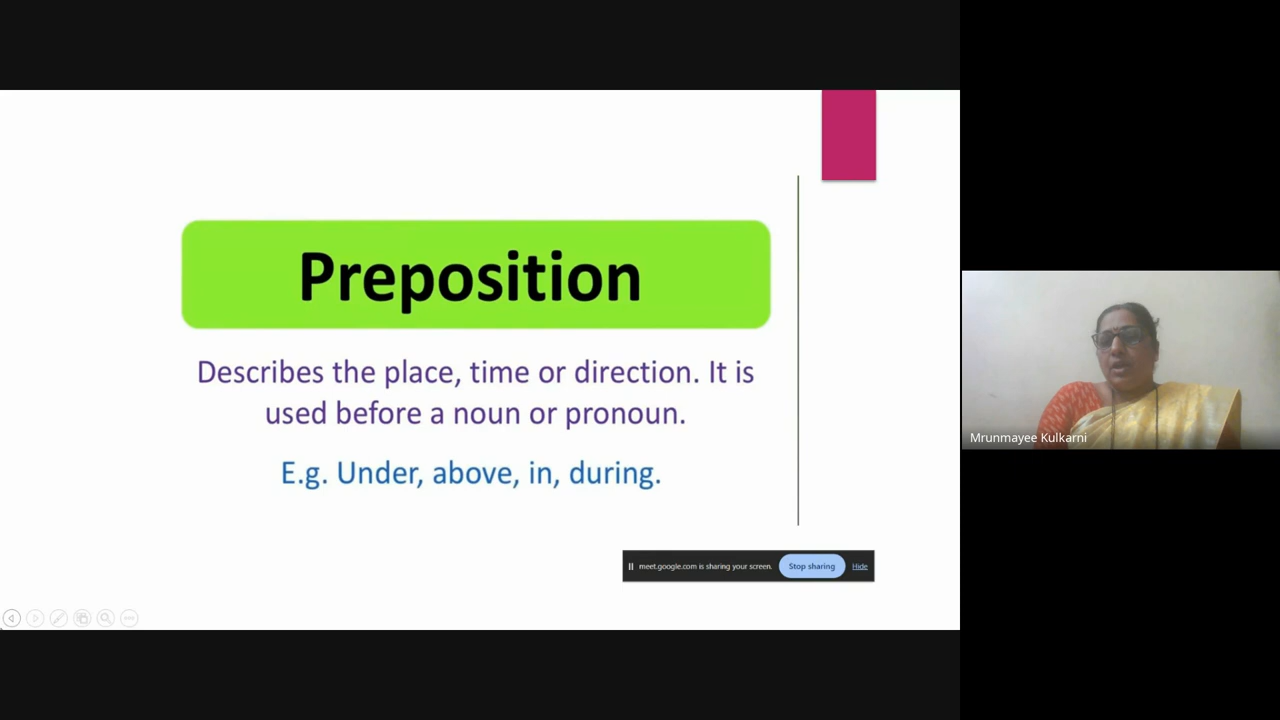 Preposition
Describes the place, time or direction. It is
used before a noun or pronoun.
E.g. Under, above, in, during.
meet.google.com is sharing your screen. Stop sharing Hide
Mrunmayee Kulkarni